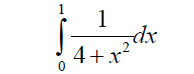 ∫₀¹ 1/(4+x²) dx